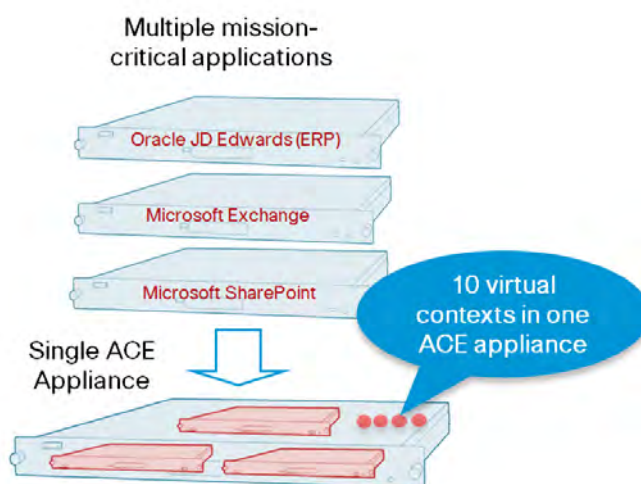 Multiple mission-
critical applications
Oracle JD Edwards (ERP)
Microsoft Exchange
Microsoft SharePoint
10 virtual
contexts in one
ACE appliance
Single ACE
Appliance